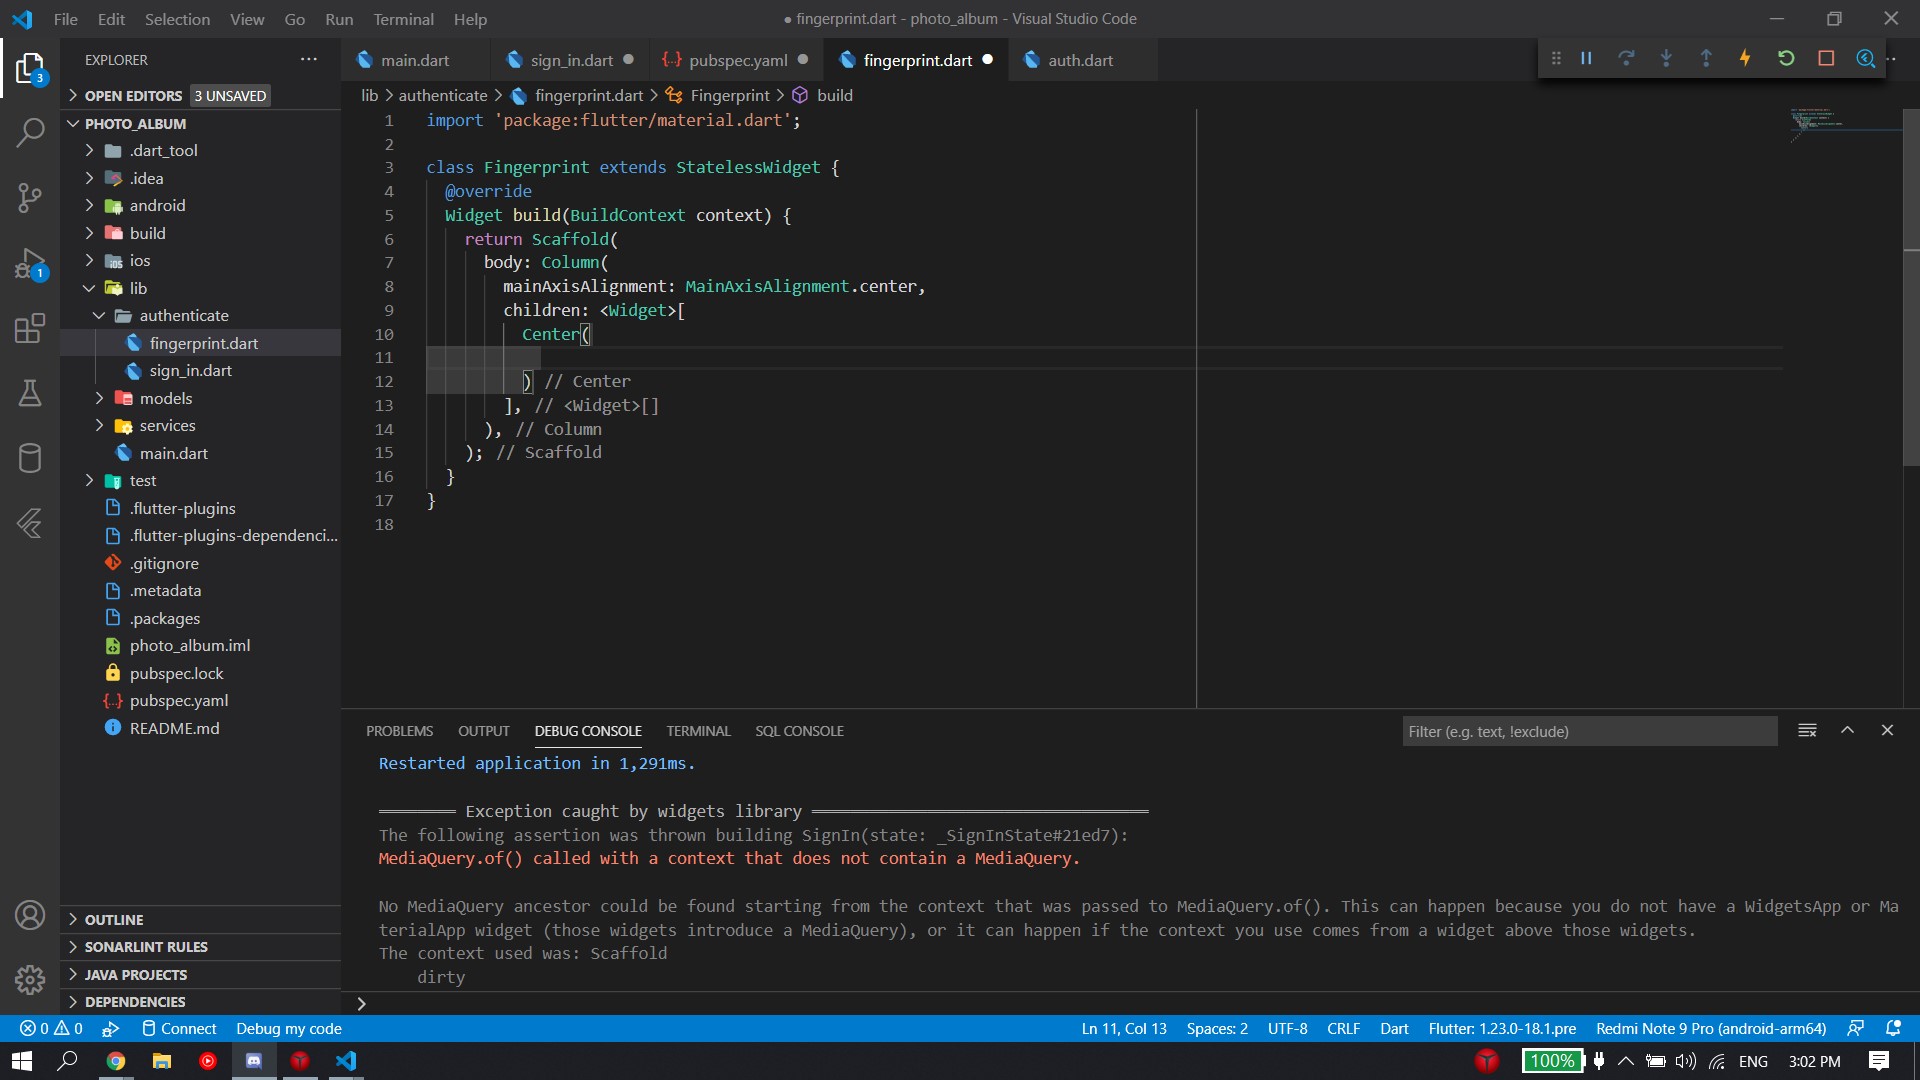 File Edit Selection View Go Run Terminal Help
● fingerprint.dart - photo_album - Visual Studio Code
EXPLORER
main.dart
sign_in.dart
{..} pubspec.yaml
fingerprint.dart
auth.dart
OPEN EDITORS 3 UNSAVED
lib > authenticate > fingerprint.dart > Fingerprint > build
PHOTO_ALBUM
.dart_tool
.idea
android
build
ios
lib
authenticate
fingerprint.dart
sign_in.dart
models
services
main.dart
test
.flutter-plugins
.flutter-plugins-dependenci...
.gitignore
.metadata
.packages
photo_album.iml
pubspec.lock
{..} pubspec.yaml
README.md
OUTLINE
SONARLINT RULES
JAVA PROJECTS
DEPENDENCIES
3
1
1 import 'package:flutter/material.dart';
2
3 class Fingerprint extends StatelessWidget {
4 @override
5 Widget build(BuildContext context) {
6 return Scaffold(
7 body: Column(
8 mainAxisAlignment: MainAxisAlignment.center,
9 children: <Widget>[
10 Center(
11
12 ) // Center
13 ], // <Widget>[]
14 ), // Column
15 ); // Scaffold
16 }
17 }
18
PROBLEMS OUTPUT DEBUG CONSOLE TERMINAL SQL CONSOLE
Filter (e.g. text, !exclude)
Restarted application in 1,291ms.
════════ Exception caught by widgets library ═══════════════════════════════════
The following assertion was thrown building SignIn(state: _SignInState#21ed7):
MediaQuery.of() called with a context that does not contain a MediaQuery.
No MediaQuery ancestor could be found starting from the context that was passed to MediaQuery.of(). This can happen because you do not have a WidgetsApp or Ma
terialApp widget (those widgets introduce a MediaQuery), or it can happen if the context you use comes from a widget above those widgets.
The context used was: Scaffold
dirty
>
0 0 Connect Debug my code
Ln 11, Col 13 Spaces: 2 UTF-8 CRLF Dart Flutter: 1.23.0-18.1.pre Redmi Note 9 Pro (android-arm64)
100% ENG 3:02 PM